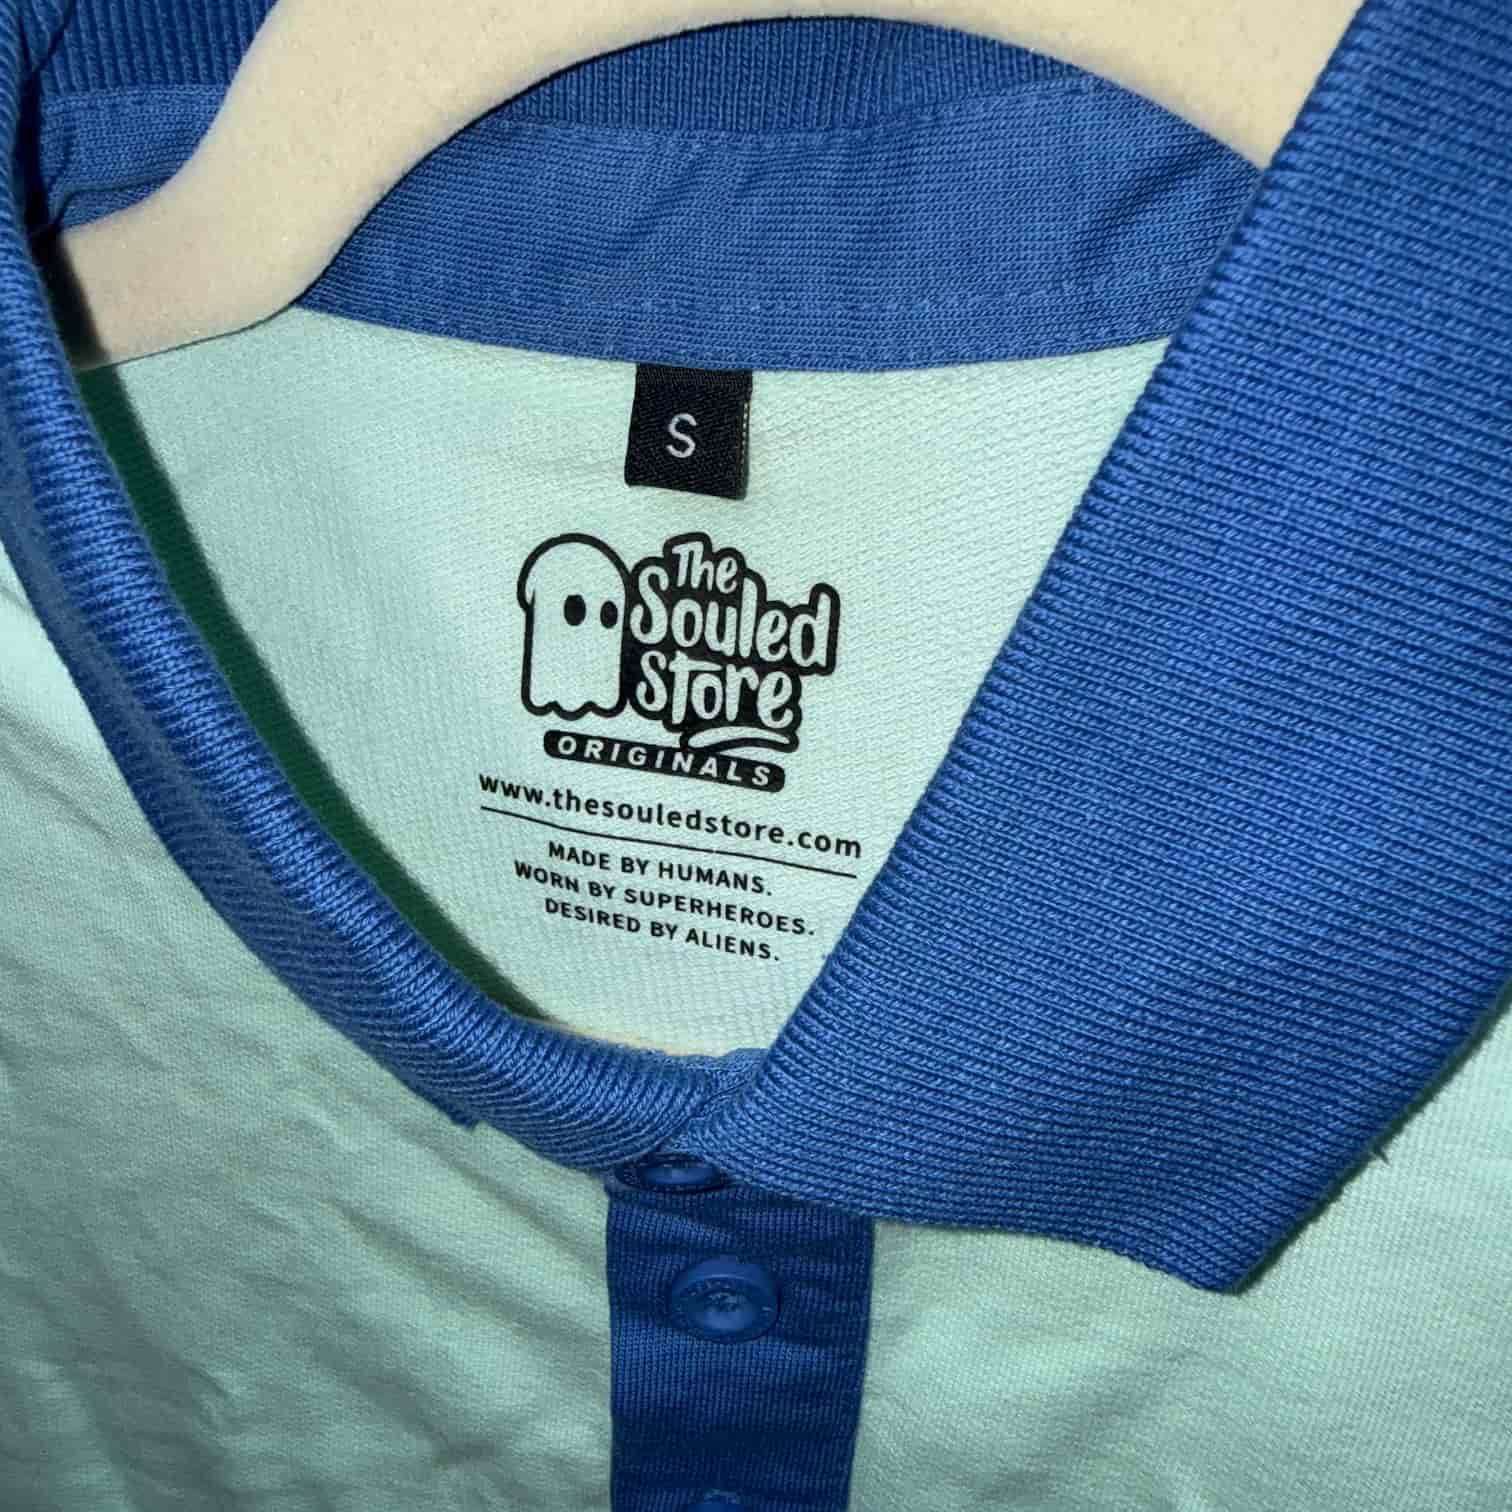 S
The
Souled
Store
ORIGINALS
www.thesouledstore.com
MADE BY HUMANS.
WORN BY SUPERHEROES.
DESIRED BY ALIENS.